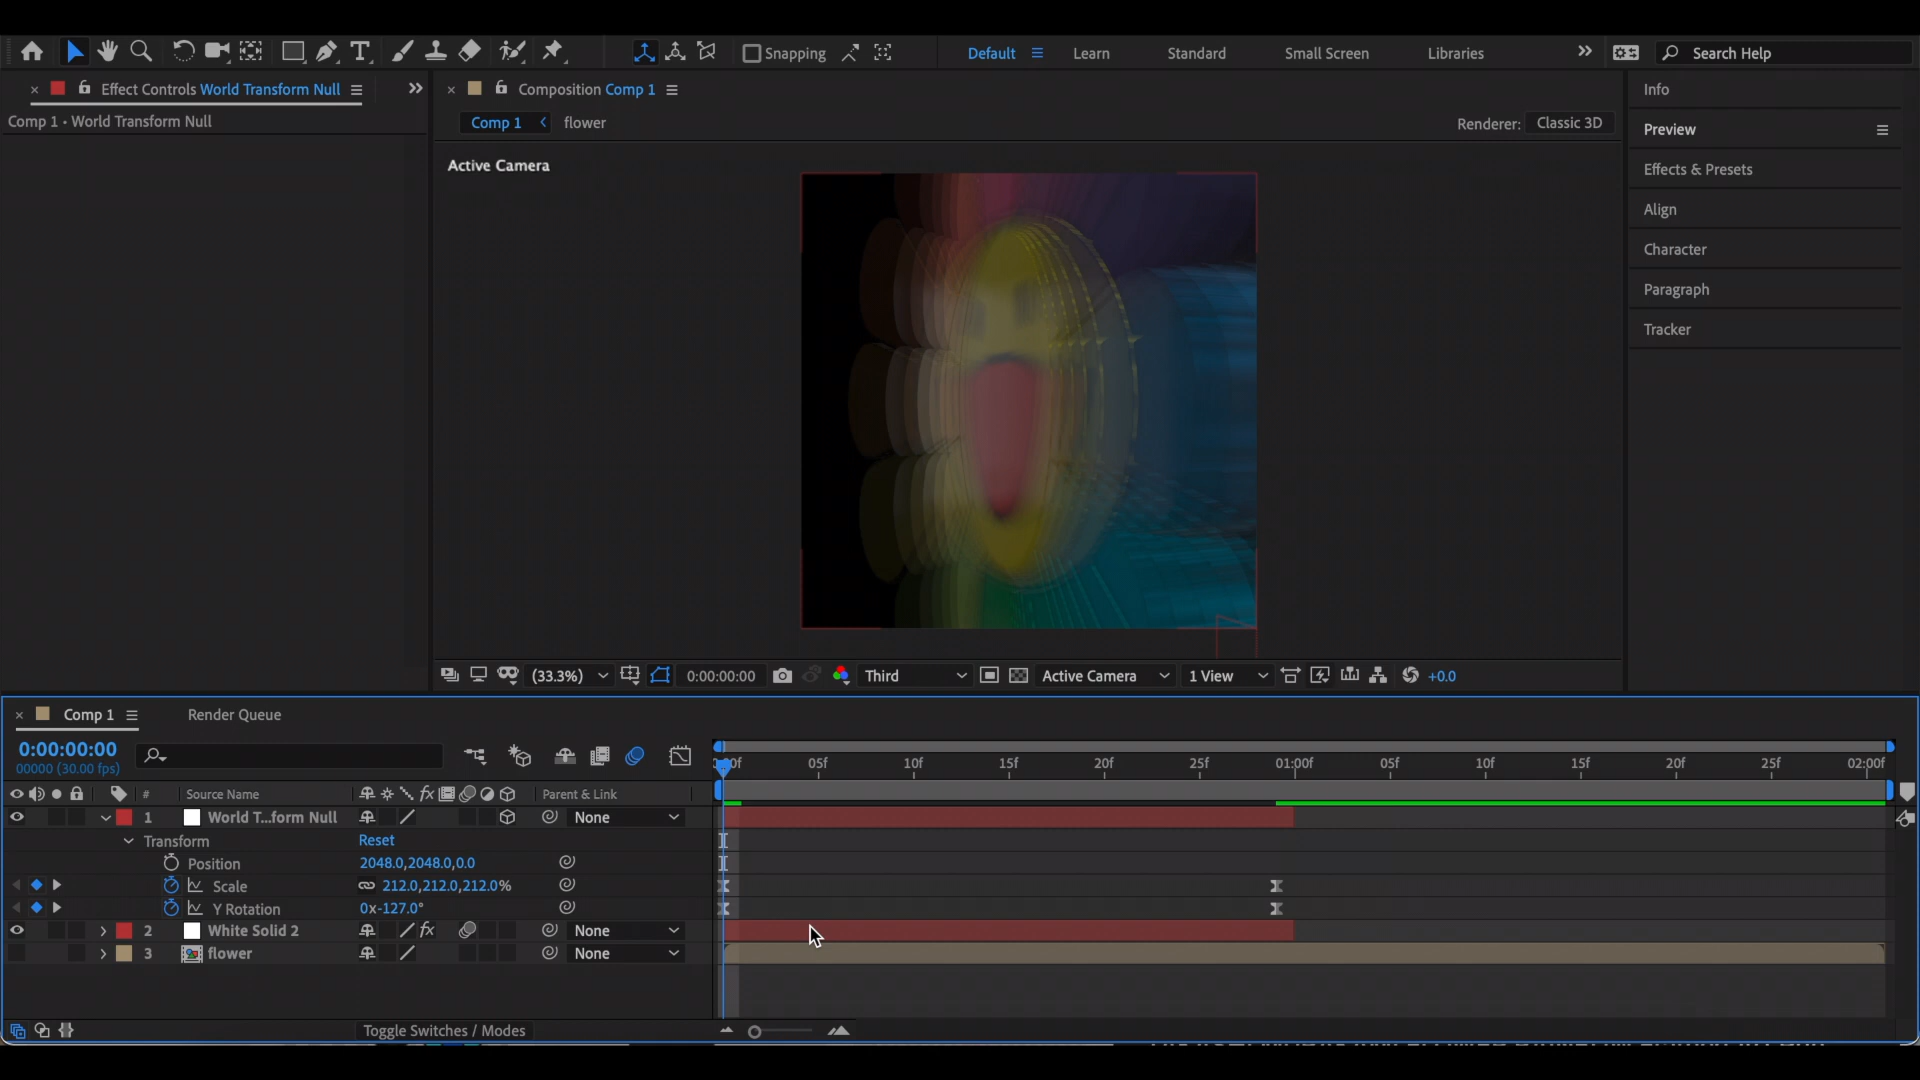 Snapping
Default
Learn
Standard
Small Screen
Libraries
Search Help
Effect Controls World Transform Null
Composition Comp 1
Info
Comp 1 • World Transform Null
Comp 1
flower
Renderer:
Classic 3D
Preview
Active Camera
Effects & Presets
Align
Character
Paragraph
Tracker
(33.3%)
0:00:00:00
Third
Active Camera
1 View
+0.0
Comp 1
Render Queue
0:00:00:00
00000 (30.00 fps)
05f
10f
15f
20f
25f
01:00f
05f
10f
15f
20f
25f
02:00f
#
Source Name
fx
Parent & Link
1
World T...form Null
None
Transform
Reset
Position
2048.0,2048.0,0.0
Scale
212.0,212.0,212.0%
Y Rotation
0x-127.0°
2
White Solid 2
fx
None
3
flower
None
Toggle Switches / Modes